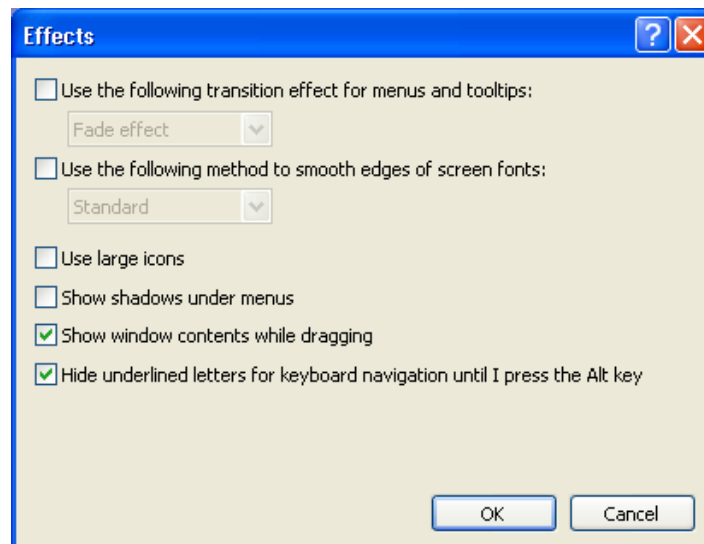 Effects
Use the following transition effect for menus and tooltips:
Fade effect
Use the following method to smooth edges of screen fonts:
Standard
Use large icons
Show shadows under menus
Show window contents while dragging
Hide underlined letters for keyboard navigation until I press the Alt key
OK Cancel